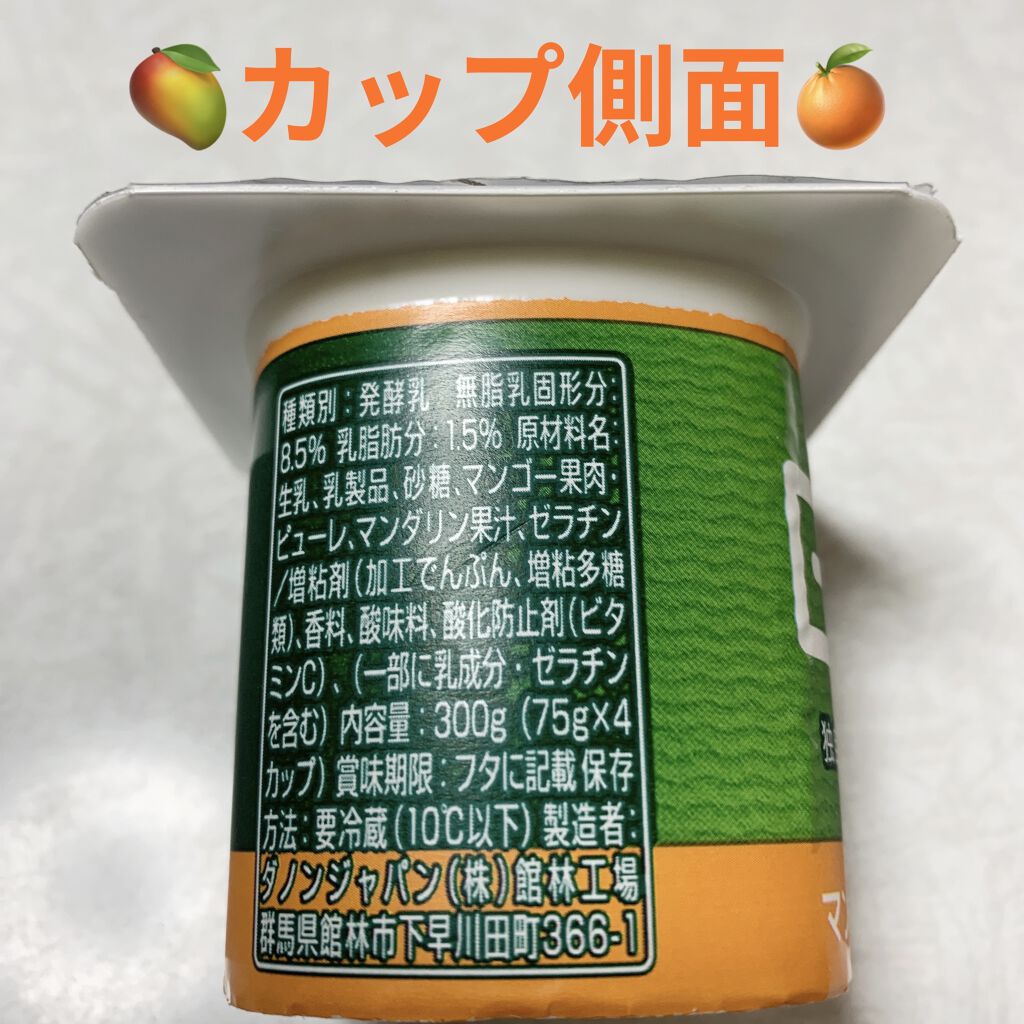 カップ側面
種類別：発酵乳　無脂乳固形分：
8.5% 乳脂肪分：1.5% 原材料名：
生乳、乳製品、砂糖、マンゴー果肉・
ピューレ、マンダリン果汁、ゼラチン
/増粘剤（加工でんぷん、増粘多糖
類）、香料、酸味料、酸化防止剤（ビタ
ミンC）、（一部に乳成分・ゼラチン
を含む） 内容量：300g（75g×4
カップ）賞味期限：フタに記載 保存
方法：要冷蔵（10℃以下）製造者：
ダノンジャパン（株）館林工場
群馬県館林市下早川田町366-1
独
マン